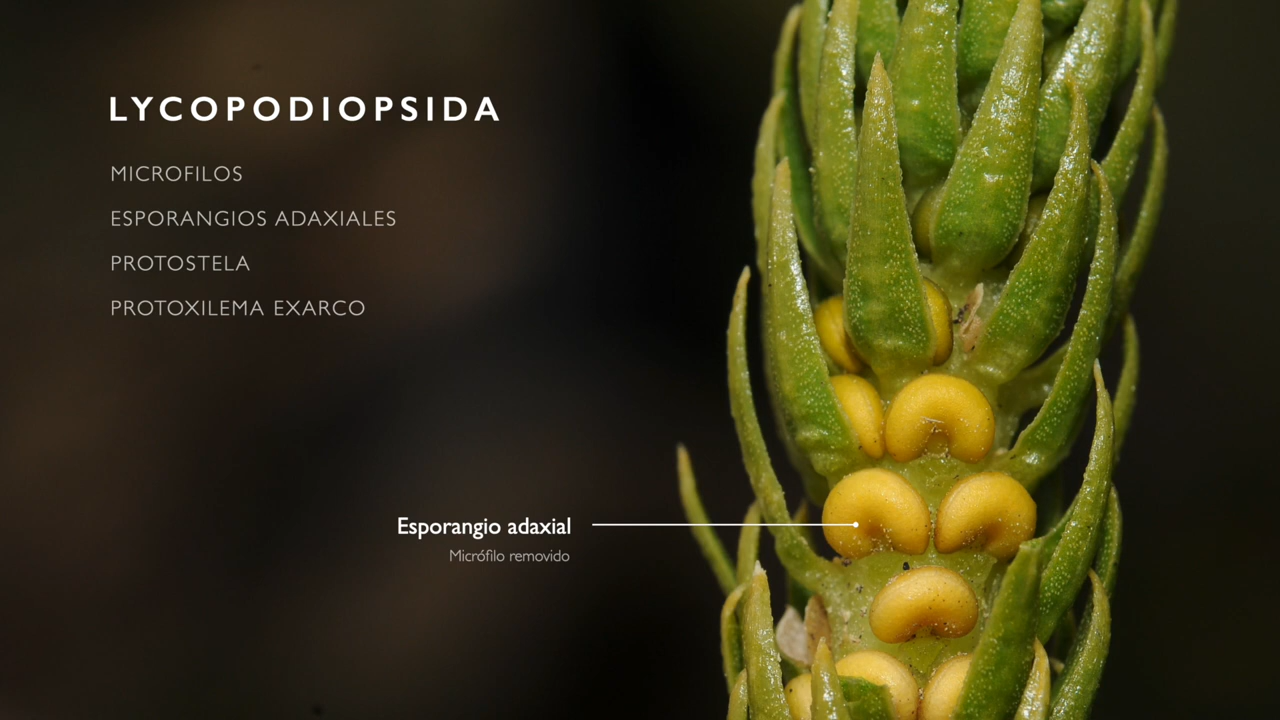 LYCOPODIOPSIDA
MICROFILOS
ESPORANGIOS ADAXIALES
PROTOSTELA
PROTOXILEMA EXARCO
Esporangio adaxial
Micrófilo removido